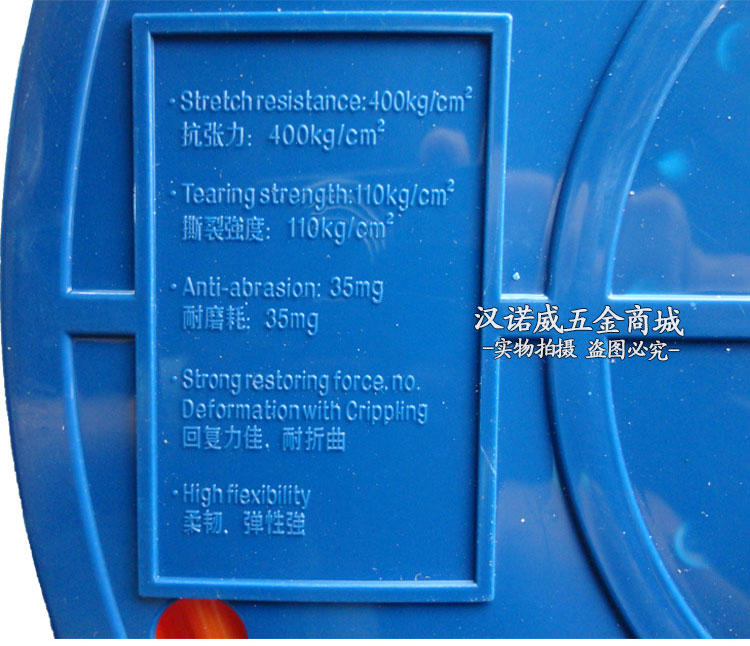 · Stretch resistance: 400kg/cm²
抗张力: 400kg/cm²
· Tearing strength: 110kg/cm²
撕裂強度: 110kg/cm²
· Anti-abrasion: 35mg
耐磨耗: 35mg
· Strong restoring force, no.
Deformation with Crippling
回复力佳、耐折曲
· High fiexibility
柔韧、弹性強
汉诺威五金商城
-实物拍摄 盗图必究-